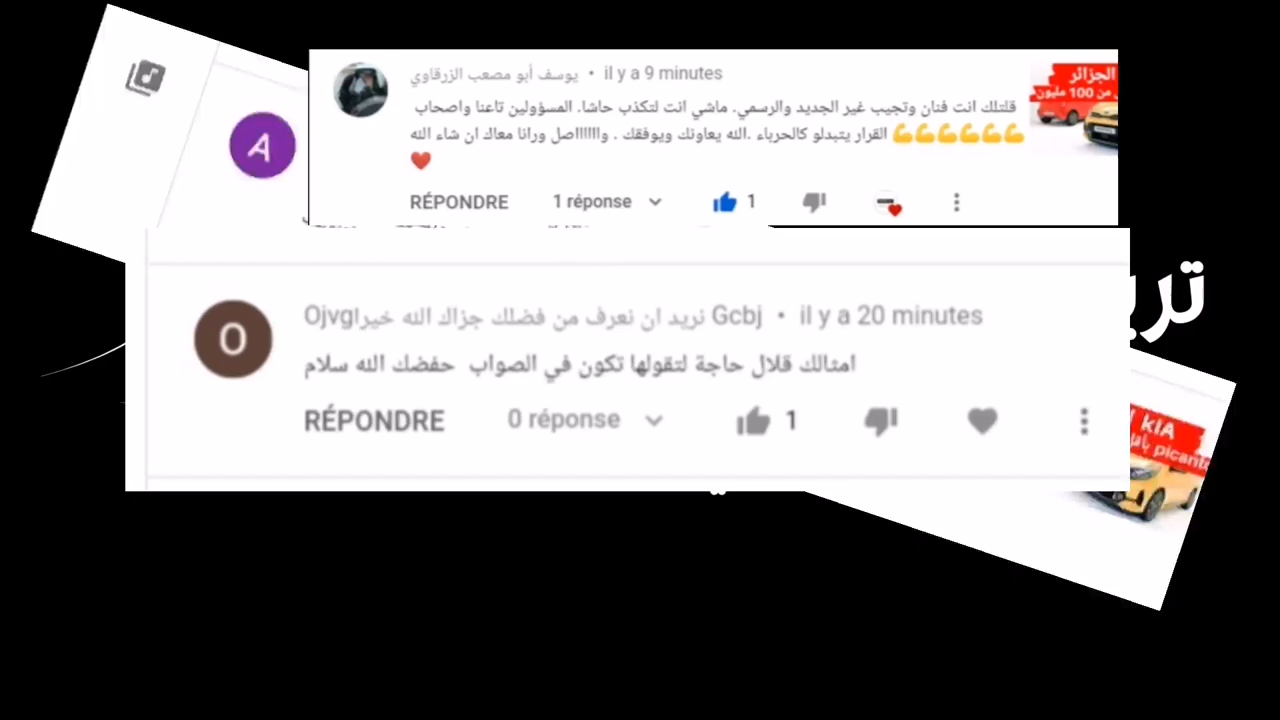 يوسف أبو مصعب الزرقاوي • il y a 9 minutes
قلتلك انت فنان وتجيب غير الجديد والرسمي. ماشي انت لتكذب حاشا. المسؤولين تاعنا واصحاب
القرار يتبدلو كالحرباء .الله يعاونك ويوفقك . واااااااصل ورانا معاك ان شاء الله 💪💪💪💪💪💪
❤️
RÉPONDRE 1 réponse 1
الجزائر
من 100 مليون
A
O
Ojvgنريد ان نعرف من فضلك جزاك الله خيرا Gcbj • il y a 20 minutes
امثالك قلال حاجة لتقولها تكون في الصواب حفضك الله سلام
RÉPONDRE 0 réponse 1
kIA
picanto